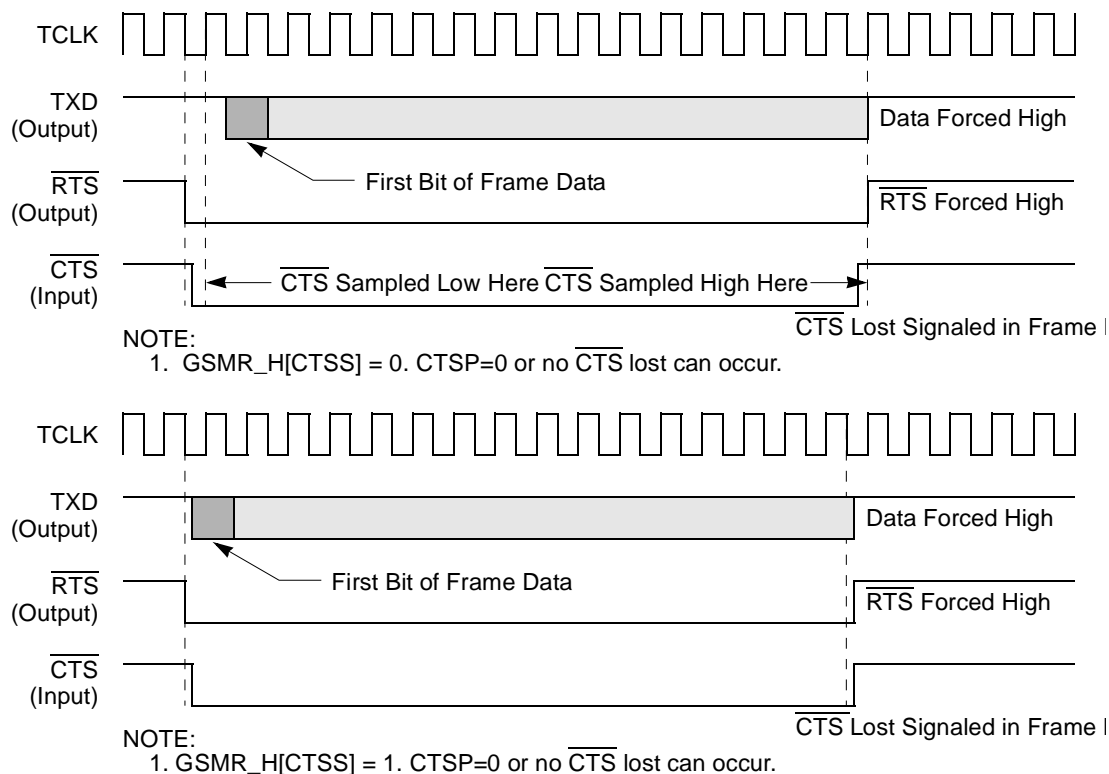 TCLK
TXD
(Output)
Data Forced High
First Bit of Frame Data
RTS
(Output)
RTS Forced High
CTS
(Input)
CTS Sampled Low Here CTS Sampled High Here
CTS Lost Signaled in Frame
NOTE:
1. GSMR_H[CTSS] = 0. CTSP=0 or no CTS lost can occur.
TCLK
TXD
(Output)
Data Forced High
First Bit of Frame Data
RTS
(Output)
RTS Forced High
CTS
(Input)
CTS Lost Signaled in Frame
NOTE:
1. GSMR_H[CTSS] = 1. CTSP=0 or no CTS lost can occur.